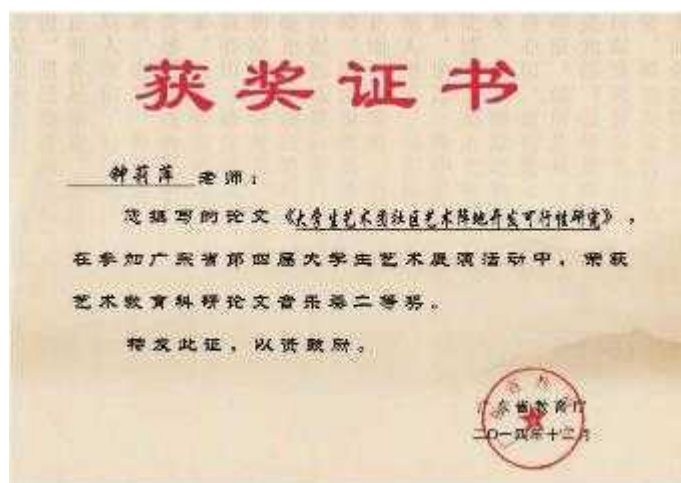 获奖证书
钟莉萍 老师：
您撰写的论文《大学生艺术团社区艺术阵地开发可行性研究》，
在参加广东省第四届大学生艺术展演活动中，荣获
艺术教育科研论文音乐类二等奖。
特发此证，以资鼓励。
广东省教育厅
二〇一四年十二月